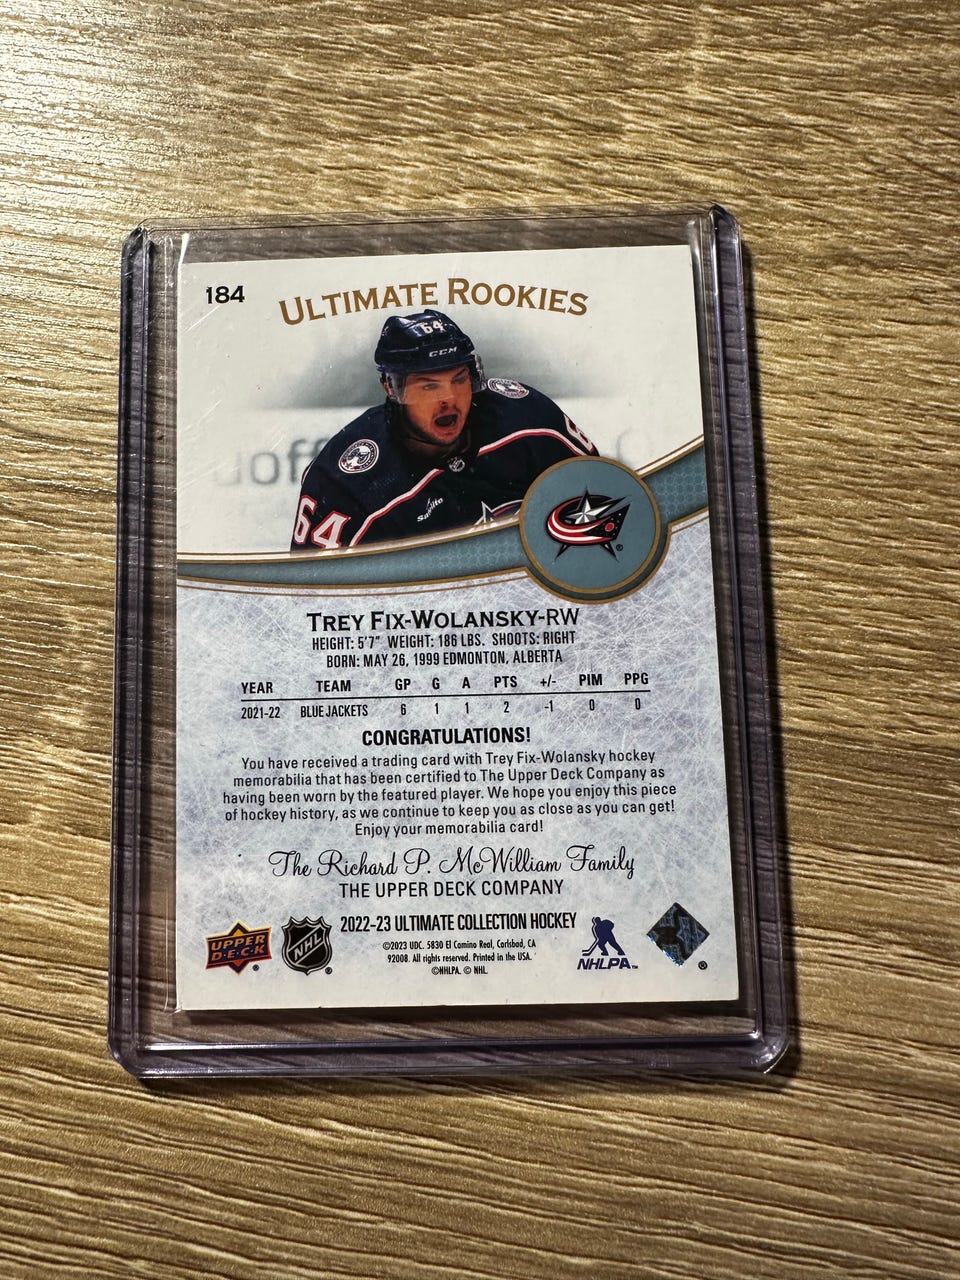 184
ULTIMATE ROOKIES
64
CCM
64
Sanlito
TREY FIX-WOLANSKY-RW
HEIGHT: 5'7" WEIGHT: 186 LBS. SHOOTS: RIGHT
BORN: MAY 26, 1999 EDMONTON, ALBERTA
YEAR TEAM GP G A PTS +/- PIM PPG
2021-22 BLUE JACKETS 6 1 1 2 -1 0 0
CONGRATULATIONS!
You have received a trading card with Trey Fix-Wolansky hockey
memorabilia that has been certified to The Upper Deck Company as
having been worn by the featured player. We hope you enjoy this piece
of hockey history, as we continue to keep you as close as you can get!
Enjoy your memorabilia card!
The Richard P. McWilliam Family
THE UPPER DECK COMPANY
UPPER DECK ®
NHL ®
2022-23 ULTIMATE COLLECTION HOCKEY
©2023 UDC. 5830 El Camino Real, Carlsbad, CA
92008. All rights reserved. Printed in the USA.
©NHLPA. © NHL.
NHLPA™
®